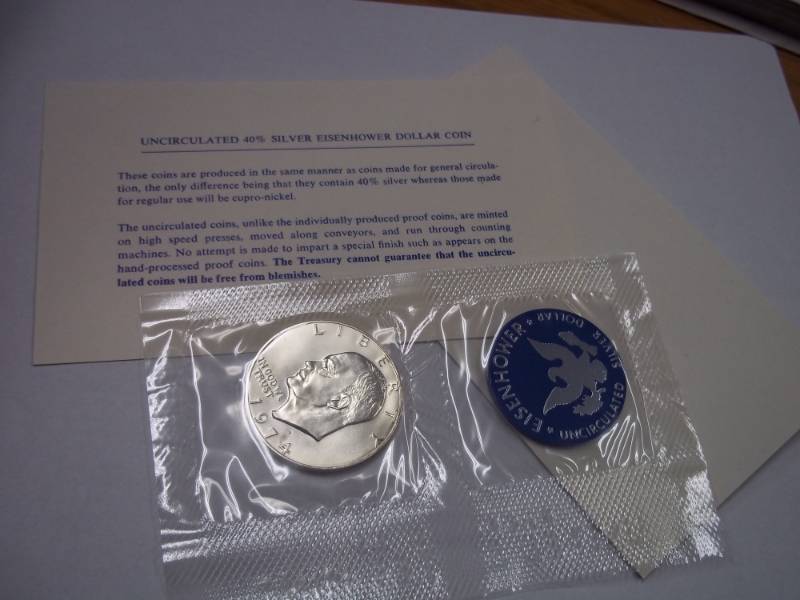 UNCIRCULATED 40% SILVER EISENHOWER DOLLAR COIN
These coins are produced in the same manner as coins made for general circula-
tion, the only difference being that they contain 40% silver whereas those made
for regular use will be cupro-nickel.
The uncirculated coins, unlike the individually produced proof coins, are minted
on high speed presses, moved along conveyors, and run through counting
machines. No attempt is made to impart a special finish such as appears on the
hand-processed proof coins. The Treasury cannot guarantee that the uncircu-
lated coins will be free from blemishes.
LIBERTY
IN GOD WE
TRUST
1974
EISENHOWER
UNCIRCULATED
SILVER DOLLAR